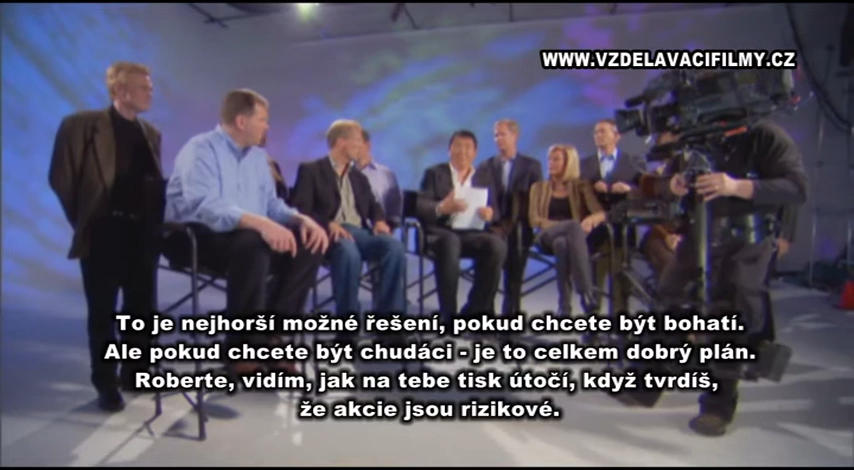 WWW.VZDELAVACIFILMY.CZ
To je nejhorší možné řešení, pokud chcete být bohatí.
Ale pokud chcete být chudáci - je to celkem dobrý plán.
Roberte, vidím, jak na tebe tisk útočí, když tvrdíš,
že akcie jsou rizikové.